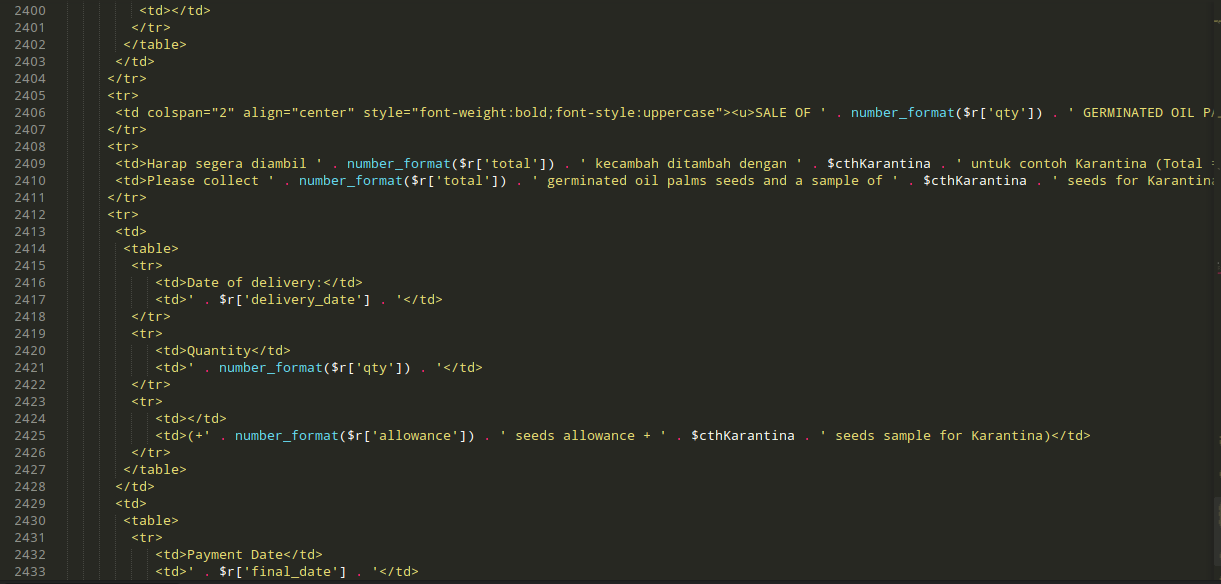 2400 <td></td>
2401 </tr>
2402 </table>
2403 </td>
2404 </tr>
2405 <tr>
2406 <td colspan="2" align="center" style="font-weight:bold;font-style:uppercase"><u>SALE OF ' . number_format($r['qty']) . ' GERMINATED OIL
2407 </tr>
2408 <tr>
2409 <td>Harap segera diambil ' . number_format($r['total']) . ' kecambah ditambah dengan ' . $cthKarantina . ' untuk contoh Karantina (Total
2410 <td>Please collect ' . number_format($r['total']) . ' germinated oil palms seeds and a sample of ' . $cthKarantina . ' seeds for Karantina
2411 </tr>
2412 <tr>
2413 <td>
2414 <table>
2415 <tr>
2416 <td>Date of delivery:</td>
2417 <td>' . $r['delivery_date'] . '</td>
2418 </tr>
2419 <tr>
2420 <td>Quantity</td>
2421 <td>' . number_format($r['qty']) . '</td>
2422 </tr>
2423 <tr>
2424 <td></td>
2425 <td>(+' . number_format($r['allowance']) . ' seeds allowance + ' . $cthKarantina . ' seeds sample for Karantina)</td>
2426 </tr>
2427 </table>
2428 </td>
2429 <td>
2430 <table>
2431 <tr>
2432 <td>Payment Date</td>
2433 <td>' . $r['final_date'] . '</td>